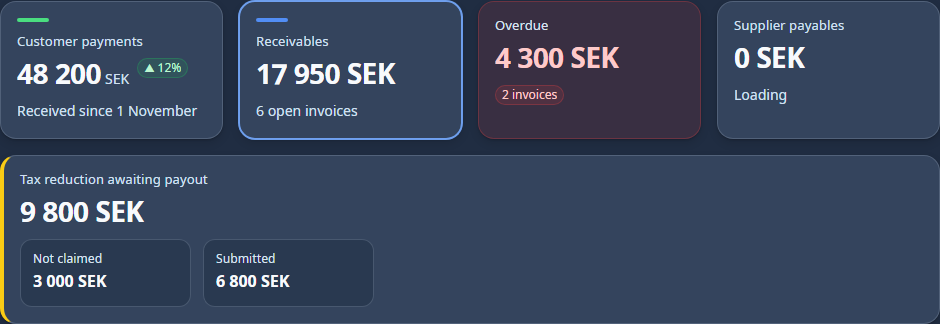 Customer payments
48 200 SEK ▲ 12%
Received since 1 November
Receivables
17 950 SEK
6 open invoices
Overdue
4 300 SEK
2 invoices
Supplier payables
0 SEK
Loading
Tax reduction awaiting payout
9 800 SEK
Not claimed
3 000 SEK
Submitted
6 800 SEK